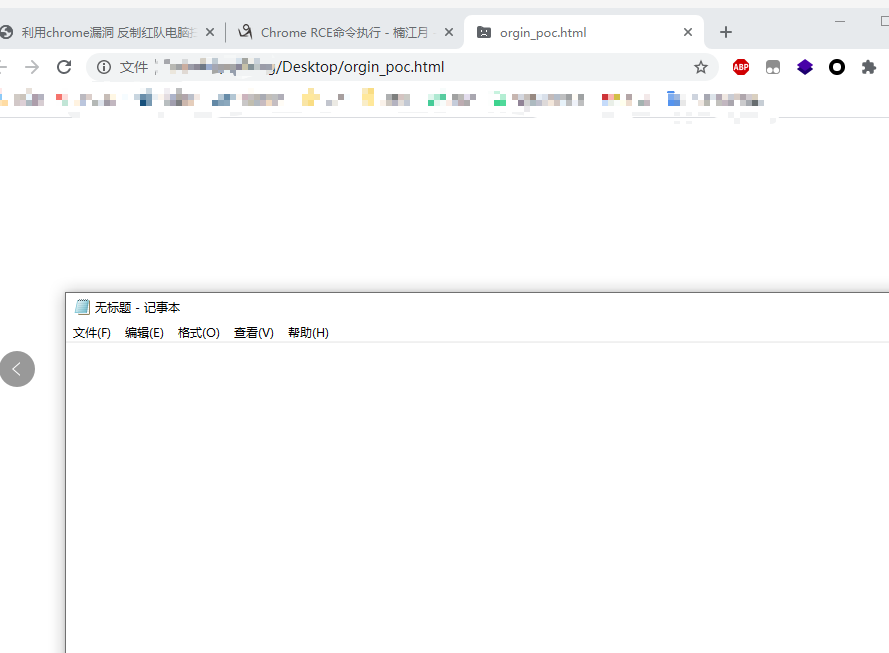 利用chrome漏洞 反制红队电脑
Chrome RCE命令执行 - 楠江月
orgin_poc.html
文件
g/Desktop/orgin_poc.html
ABP
无标题 - 记事本
文件(F) 编辑(E) 格式(O) 查看(V) 帮助(H)